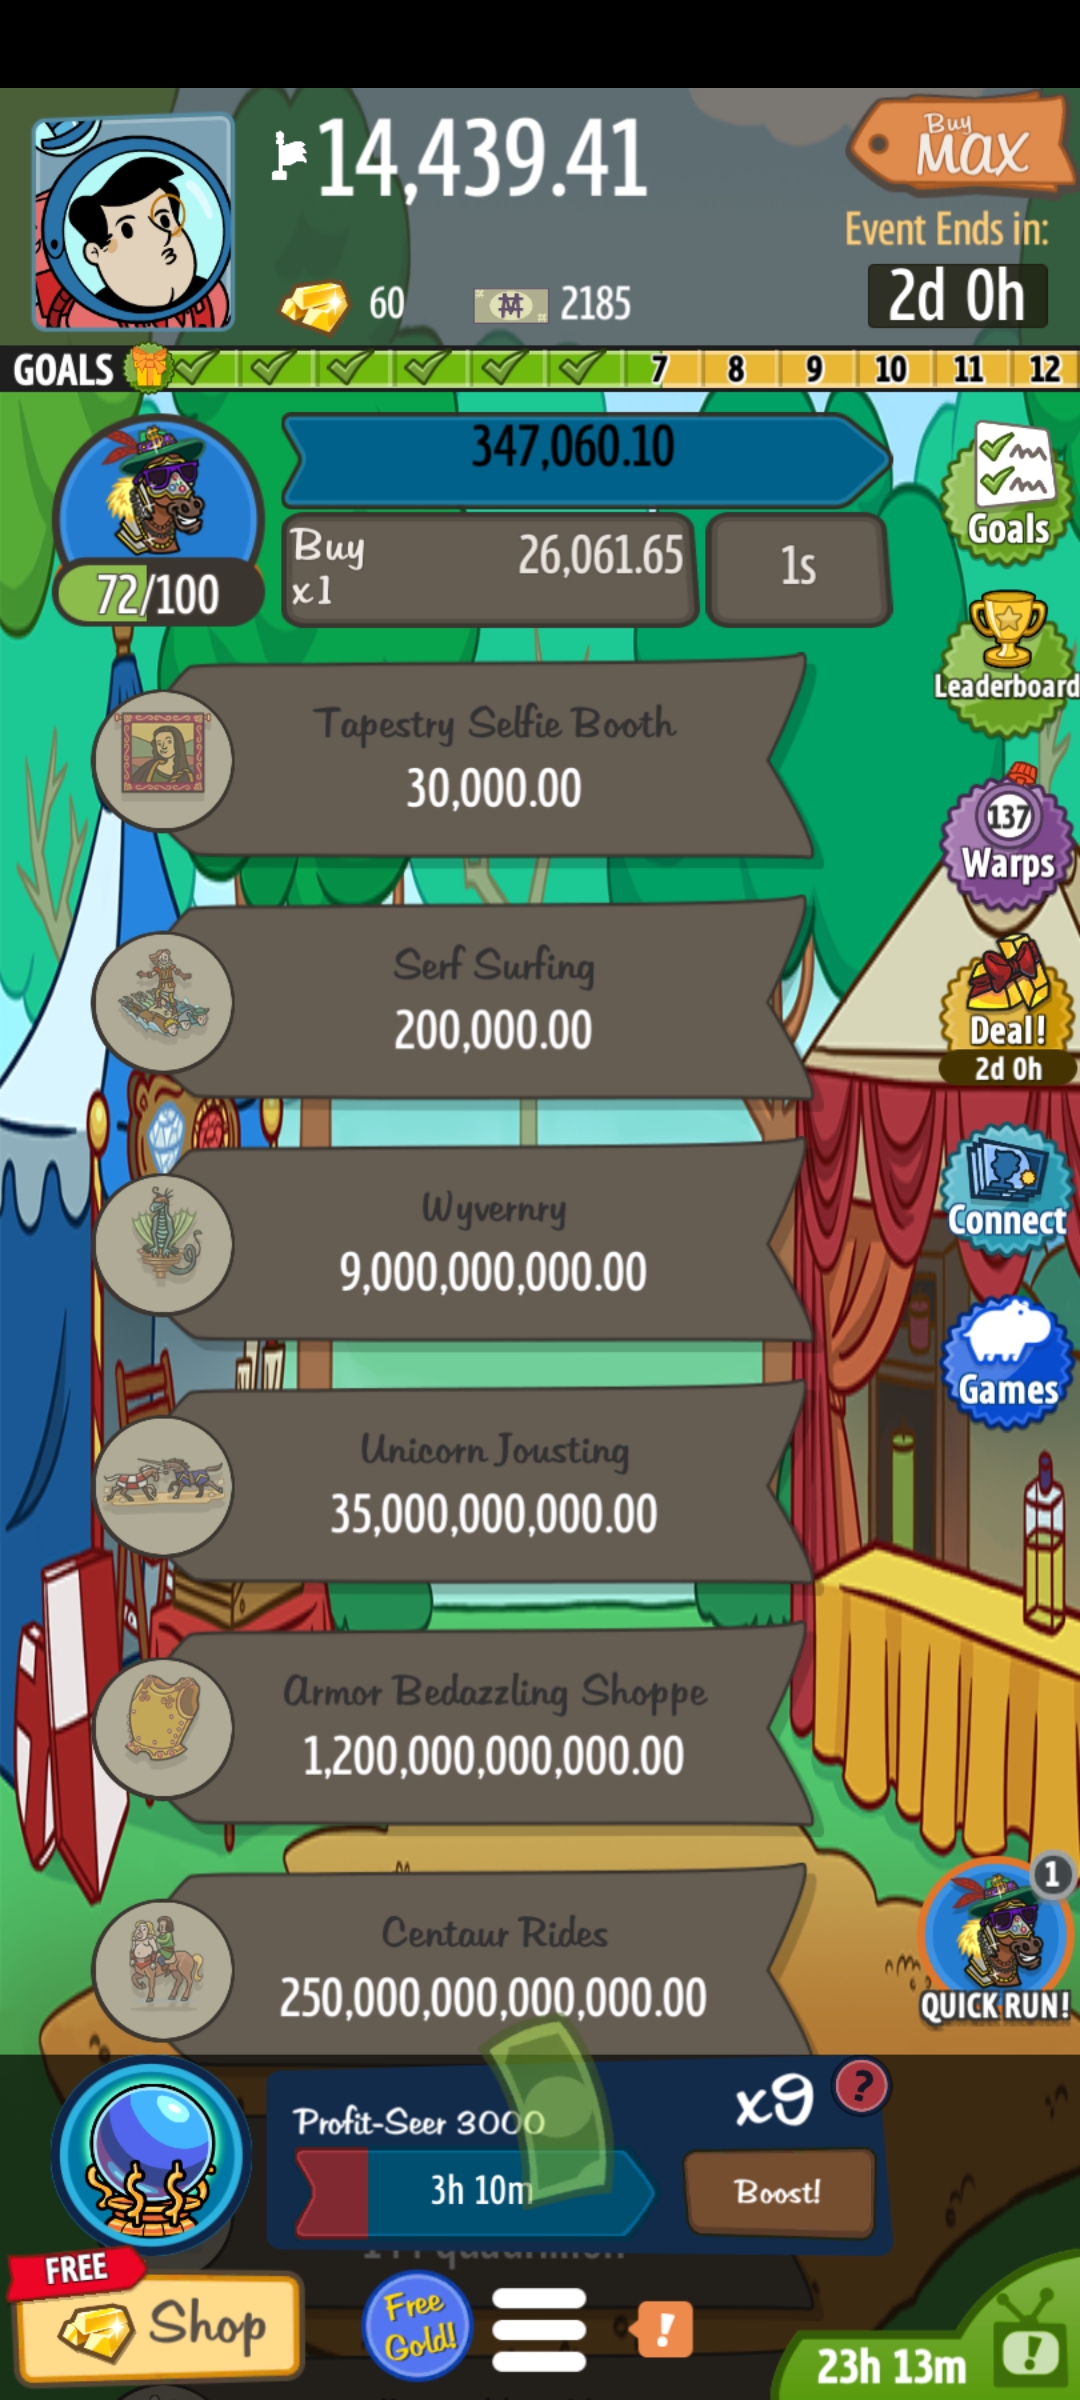 14,439.41
Buy
MAX
Event Ends in:
2d 0h
60
2185
GOALS
7 8 9 10 11 12
347,060.10
Buy
x1
26,061.65
1s
72/100
Goals
Leaderboard
Tapestry Selfie Booth
30,000.00
137
Warps
Serf Surfing
200,000.00
Deal!
2d 0h
Wyvernry
9,000,000,000.00
Connect
Games
Unicorn Jousting
35,000,000,000.00
Armor Bedazzling Shoppe
1,200,000,000,000.00
Centaur Rides
250,000,000,000,000.00
1
QUICK RUN!
Profit-Seer 3000
x9
?
3h 10m
Boost!
FREE
Shop
Free
Gold!
!
23h 13m
!